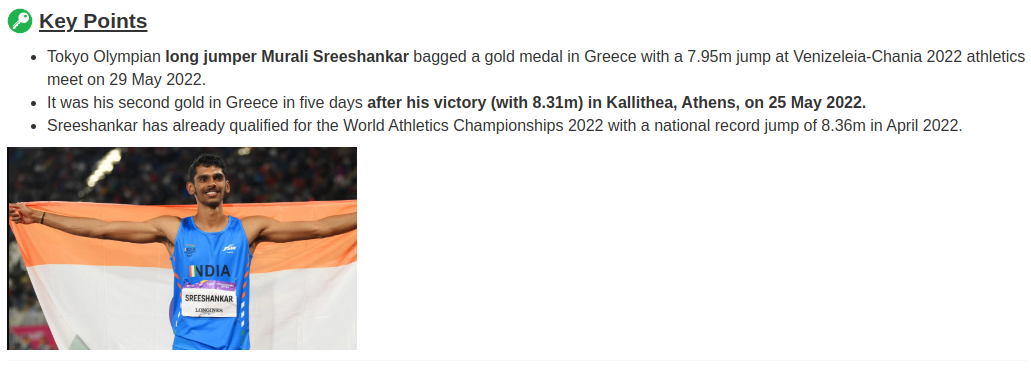 Key Points
Tokyo Olympian long jumper Murali Sreeshankar bagged a gold medal in Greece with a 7.95m jump at Venizeleia-Chania 2022 athletics
meet on 29 May 2022.
It was his second gold in Greece in five days after his victory (with 8.31m) in Kallithea, Athens, on 25 May 2022.
Sreeshankar has already qualified for the World Athletics Championships 2022 with a national record jump of 8.36m in April 2022.
INDIA
SREESHANKAR
LONGINES